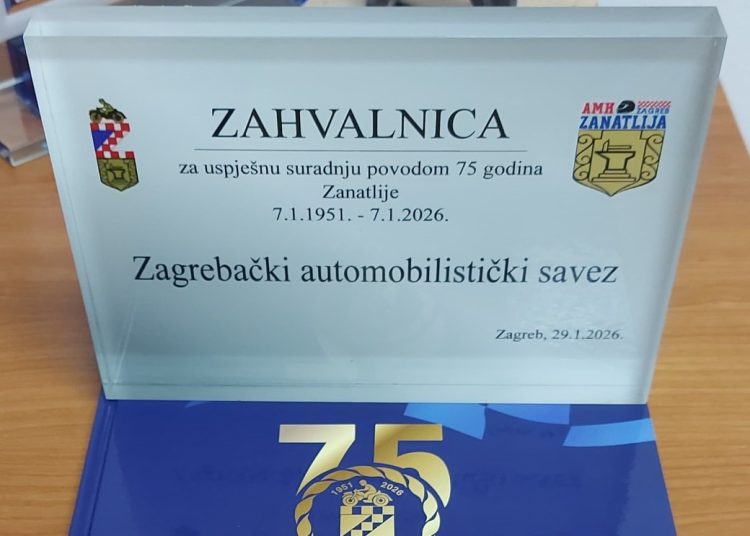 AMK ZAGREB
ZANATLIJA
ZAHVALNICA
za uspješnu suradnju povodom 75 godina
Zanatlije
7.1.1951. - 7.1.2026.
Zagrebački automobilistički savez
Zagreb, 29.1.2026.
75
1951 2026